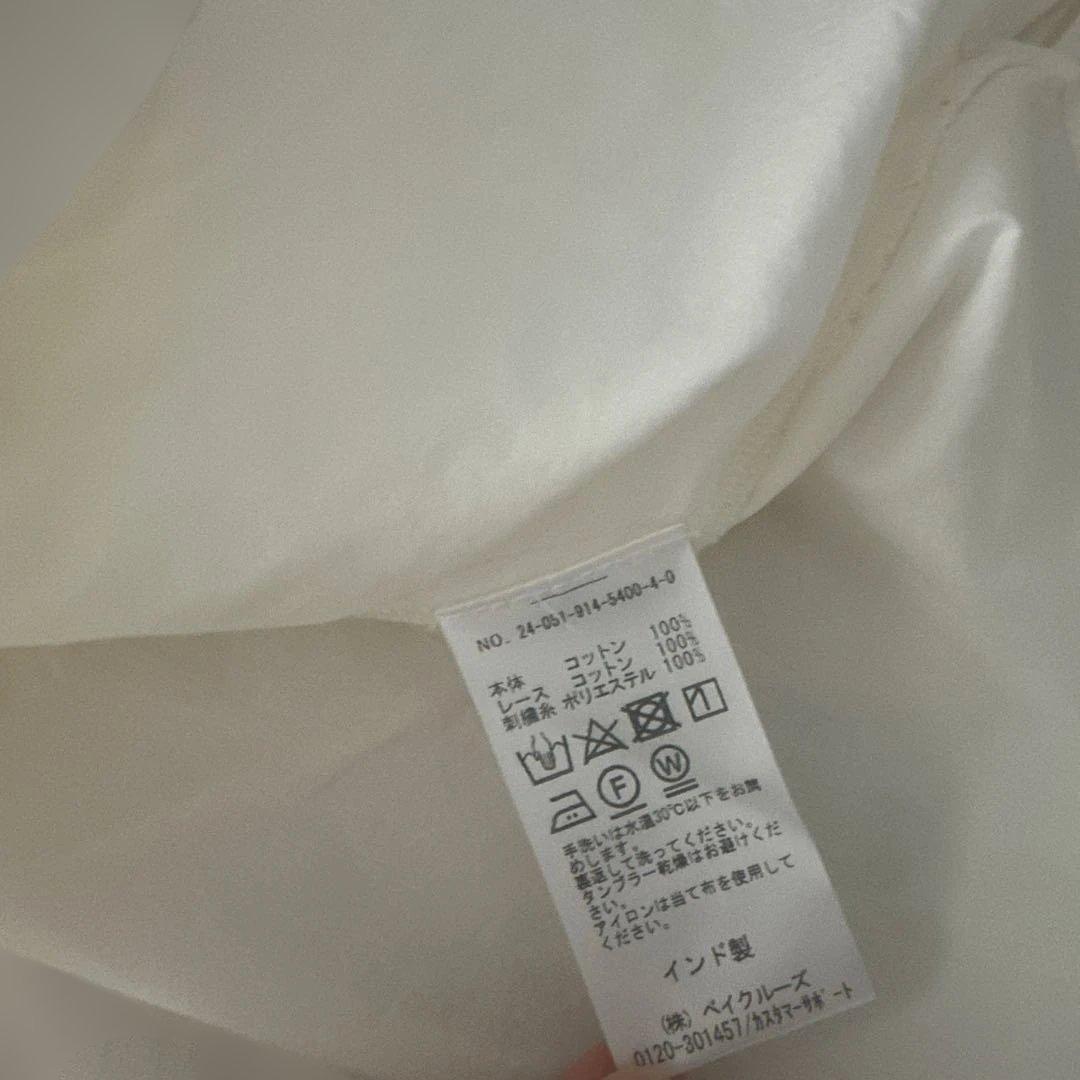 NO. 24-051-914-5400-4-0
本体 コットン 100%
レース コットン 100%
刺繍糸 ポリエステル 100%
F W
手洗いは水温30℃以下をお薦
めします。
裏返して洗ってください。
タンブラー乾燥はお避けくだ
さい。
アイロンは当て布を使用して
ください。
インド製
(株) ベイクルーズ
0120-301457/カスタマーサポート